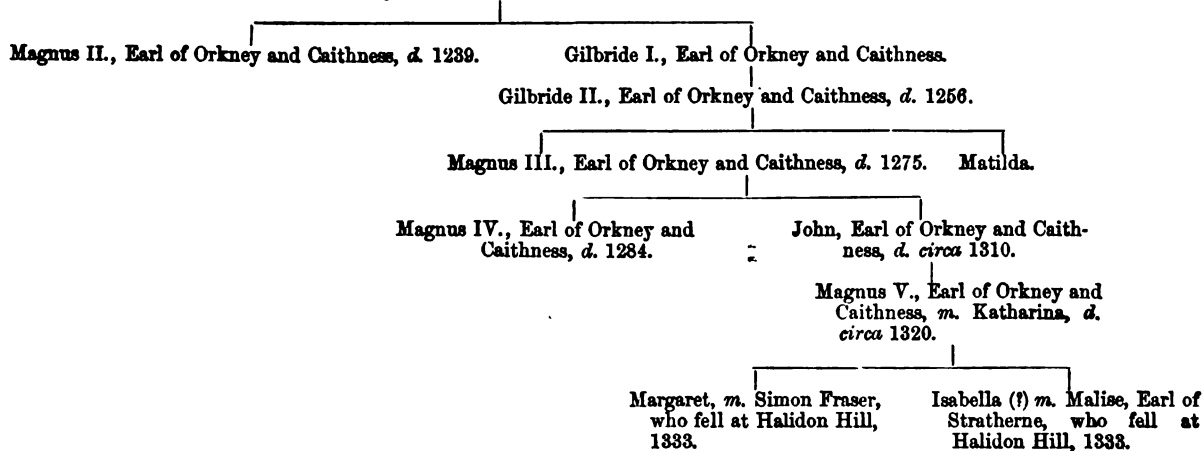 Magnus II., Earl of Orkney and Caithness, d. 1239. Gilbride I., Earl of Orkney and Caithness.
Gilbride II., Earl of Orkney and Caithness, d. 1256.
Magnus III., Earl of Orkney and Caithness, d. 1275. Matilda.
Magnus IV., Earl of Orkney and
Caithness, d. 1284.
John, Earl of Orkney and Caith-
ness, d. circa 1310.
Magnus V., Earl of Orkney and
Caithness, m. Katharina, d.
circa 1320.
Margaret, m. Simon Fraser,
who fell at Halidon Hill,
1333.
Isabella (?) m. Malise, Earl of
Stratherne, who fell at
Halidon Hill, 1333.